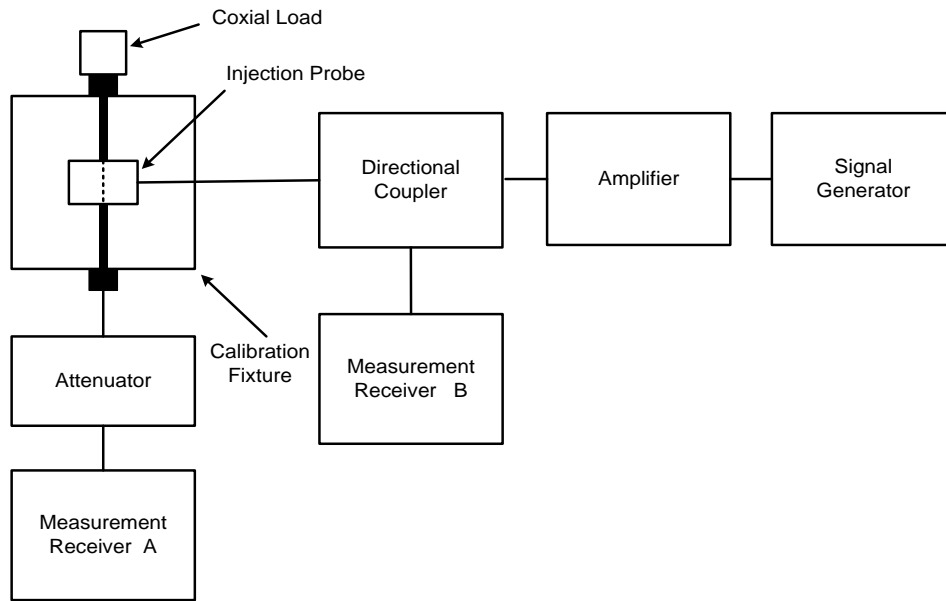 Coxial Load
Injection Probe
Directional
Coupler
Amplifier
Signal
Generator
Calibration
Fixture
Attenuator
Measurement
Receiver B
Measurement
Receiver A